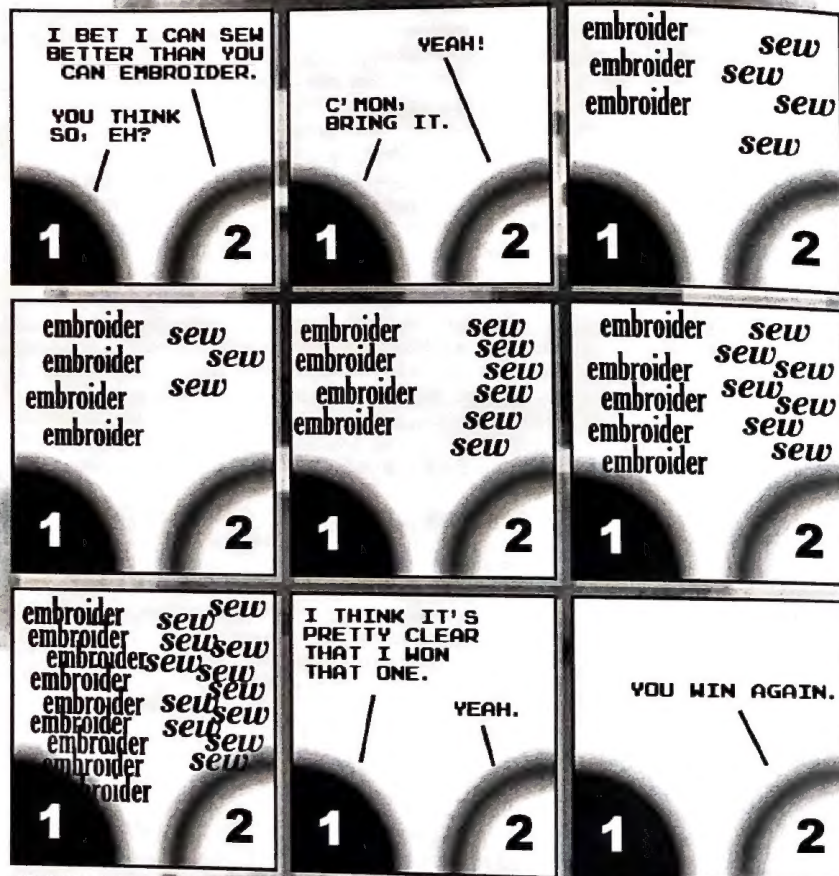 I BET I CAN SEW
BETTER THAN YOU
CAN EMBROIDER.
YOU THINK
SO, EH?
1
2
YEAH!
C'MON,
BRING IT.
1
2
embroider
embroider
embroider
sew
sew
sew
sew
1
2
embroider
embroider
embroider
embroider
sew
sew
sew
1
2
embroider
embroider
embroider
embroider
sew
sew
sew
sew
sew
sew
1
2
embroider
embroider
embroider
embroider
embroider
sew
sew
sew
sew
sew
sew
sew
1
2
embroider
embroider
embroider
embroider
embroider
embroider
embroider
embroider
embroider
sew
sew
sew
sew
sew
sew
sew
sew
sew
sew
sew
sew
sew
1
2
I THINK IT'S
PRETTY CLEAR
THAT I WON
THAT ONE.
YEAH.
1
2
YOU WIN AGAIN.
1
2